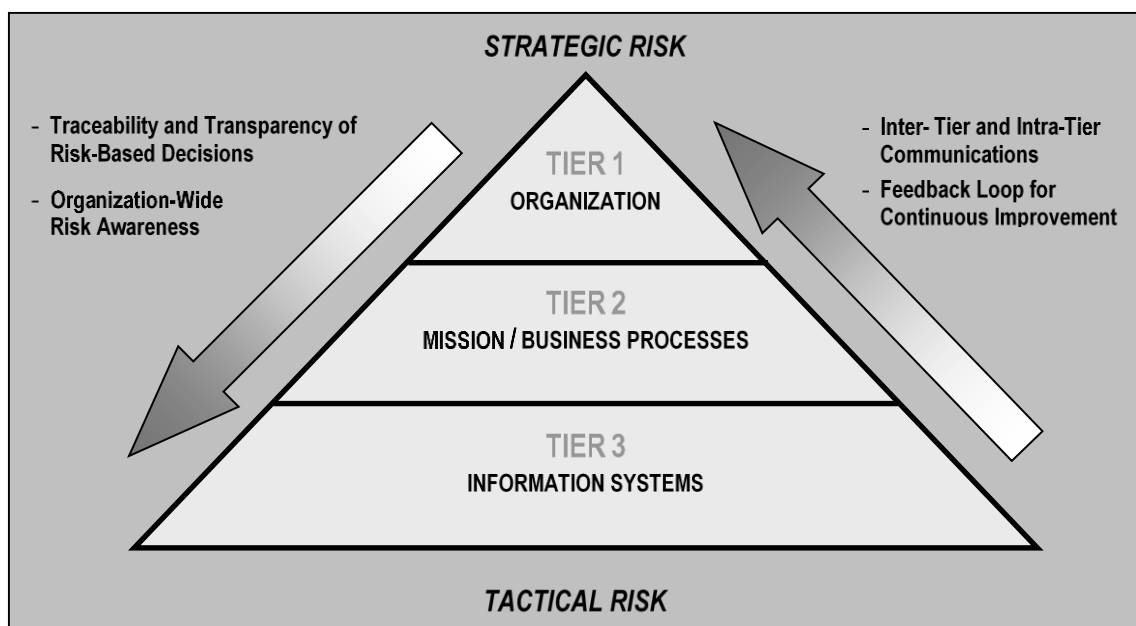 STRATEGIC RISK
- Traceability and Transparency of
Risk-Based Decisions
- Organization-Wide
Risk Awareness
- Inter- Tier and Intra-Tier
Communications
- Feedback Loop for
Continuous Improvement
TIER 1
ORGANIZATION
TIER 2
MISSION / BUSINESS PROCESSES
TIER 3
INFORMATION SYSTEMS
TACTICAL RISK